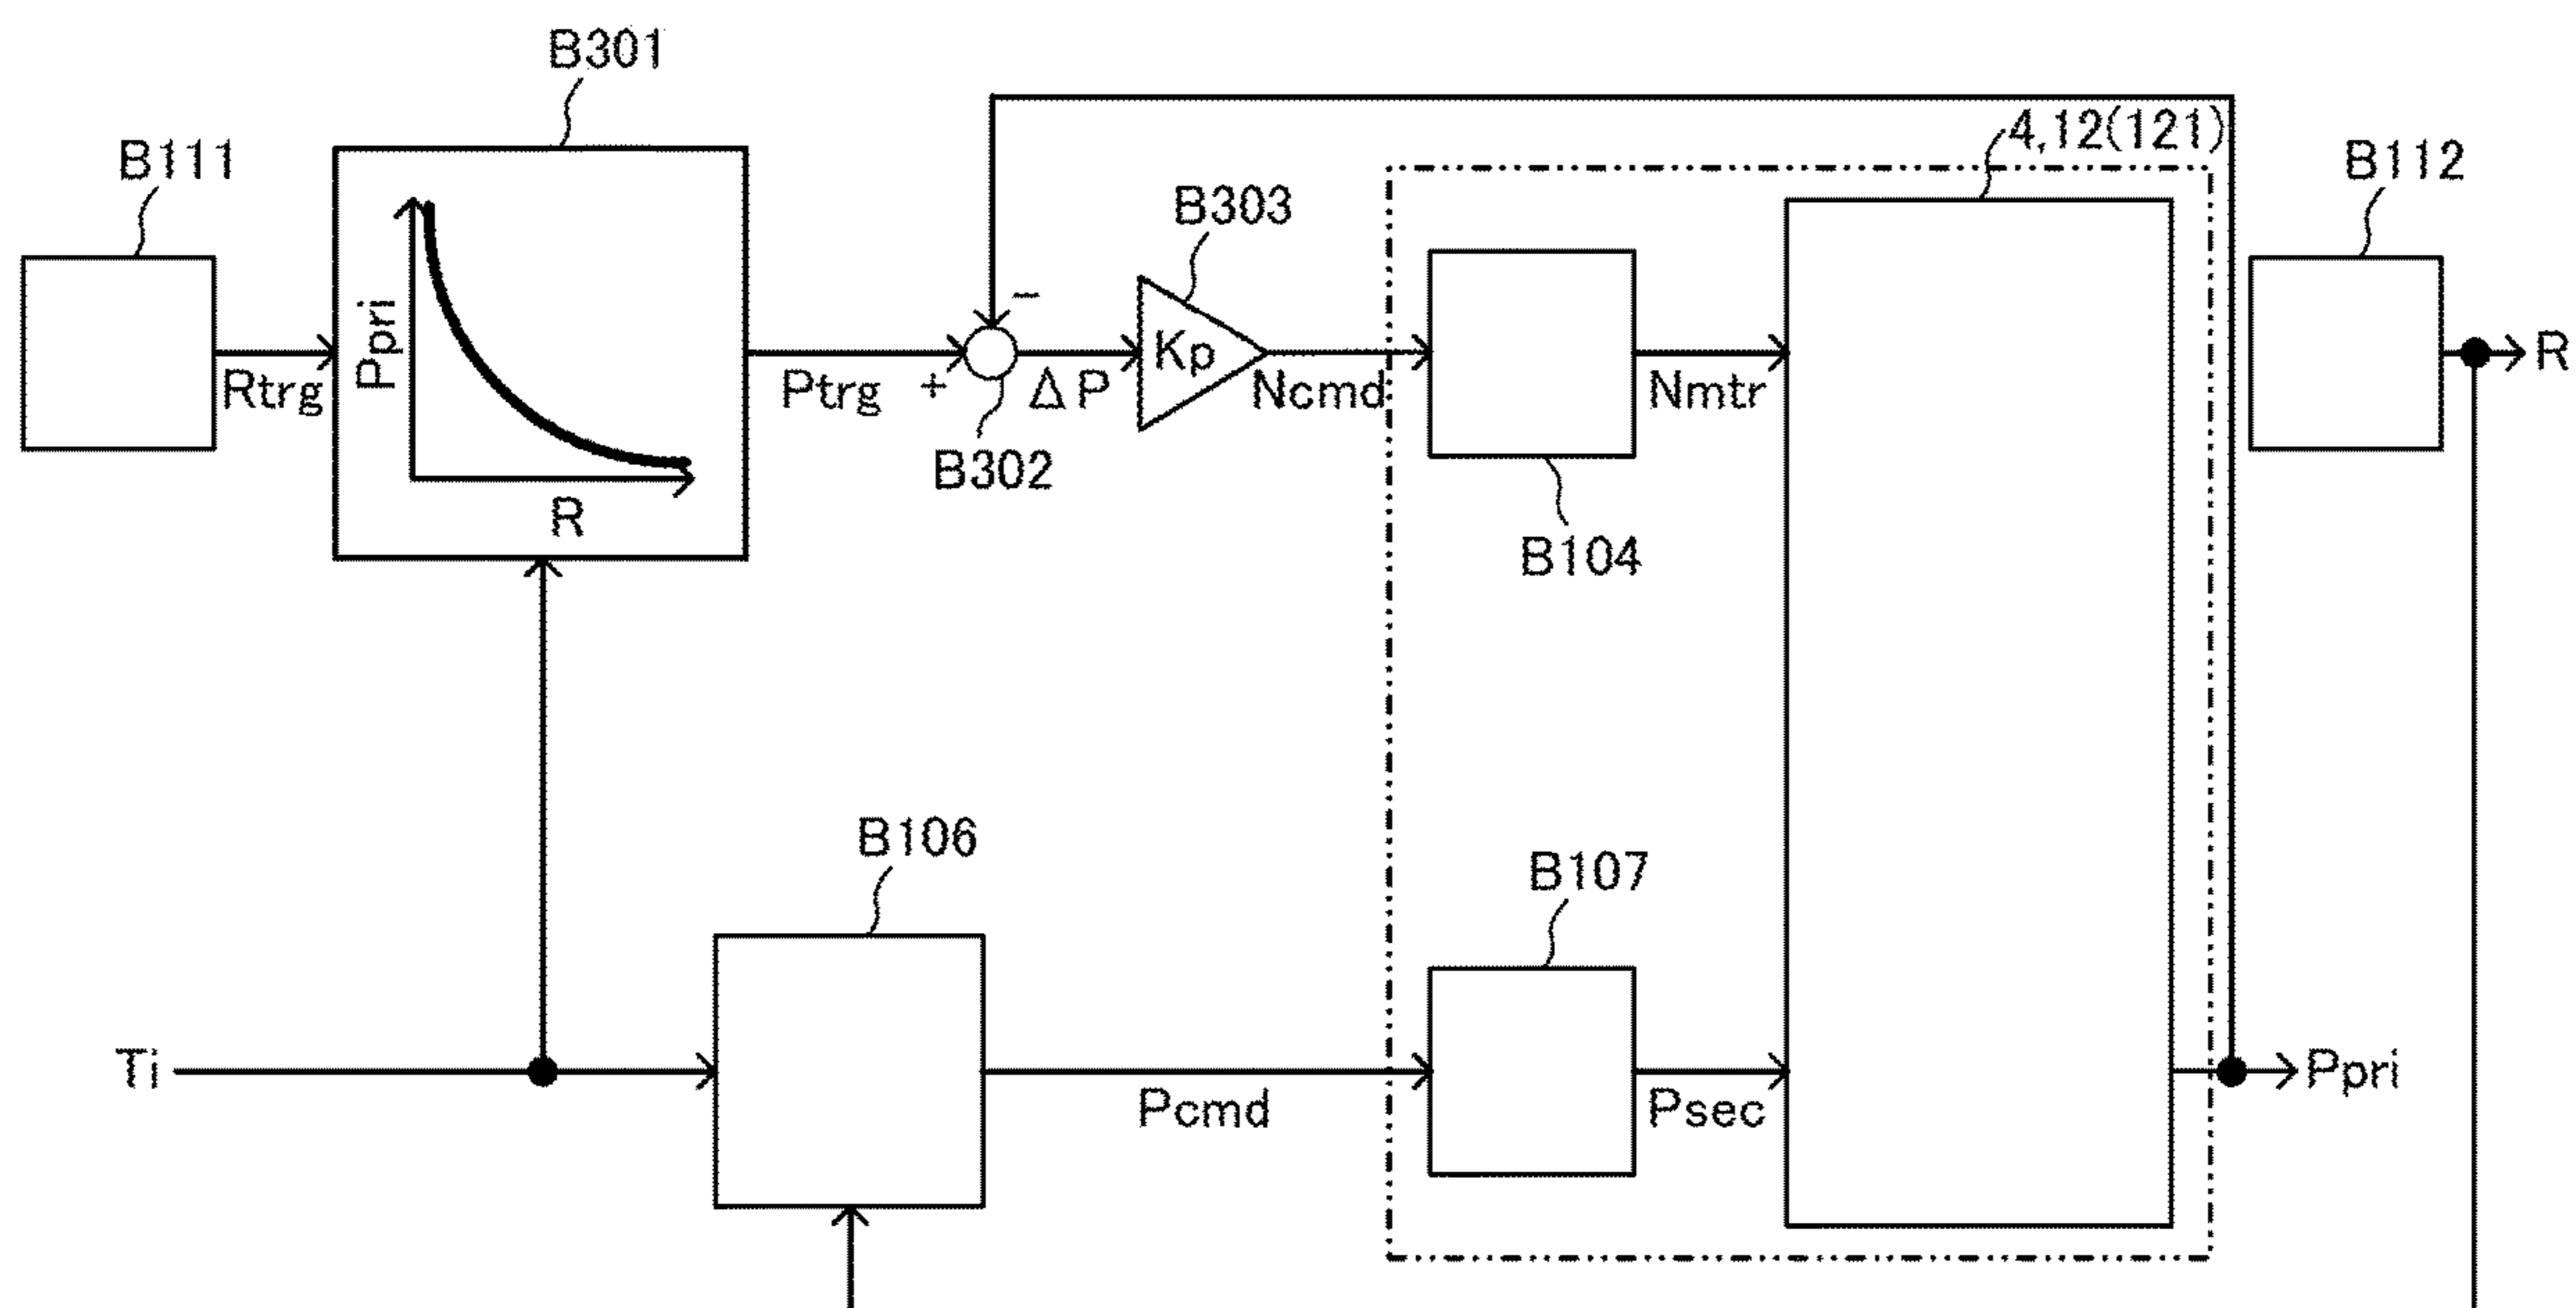 B301
4,12(121)
B111
B112
B303
Ppri
R
Rtrg
Ptrg
+
−
ΔP
Kp
Ncmd
Nmtr
R
B302
B104
B106
B107
Ti
Pcmd
Psec
Ppri